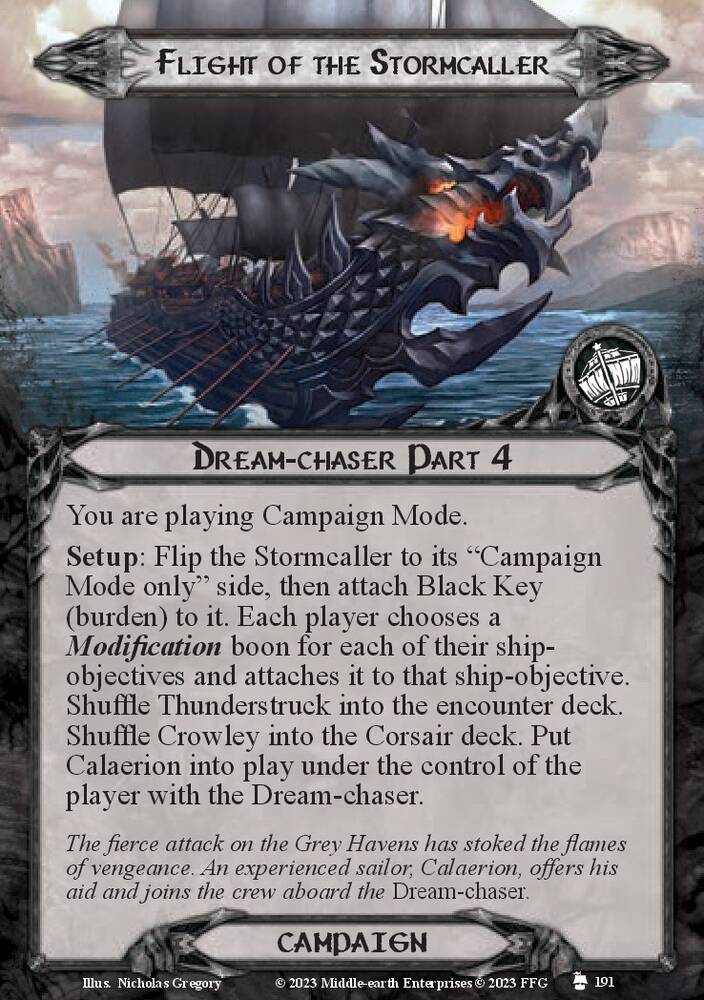 Flight of the Stormcaller
Dream-chaser Part 4
You are playing Campaign Mode.
Setup: Flip the Stormcaller to its “Campaign
Mode only” side, then attach Black Key
(burden) to it. Each player chooses a
Modification boon for each of their ship-
objectives and attaches it to that ship-objective.
Shuffle Thunderstruck into the encounter deck.
Shuffle Crowley into the Corsair deck. Put
Calaerion into play under the control of the
player with the Dream-chaser.
The fierce attack on the Grey Havens has stoked the flames
of vengeance. An experienced sailor, Calaerion, offers his
aid and joins the crew aboard the Dream-chaser.
CAMPAIGN
Illus. Nicholas Gregory © 2023 Middle-earth Enterprises © 2023 FFG 191